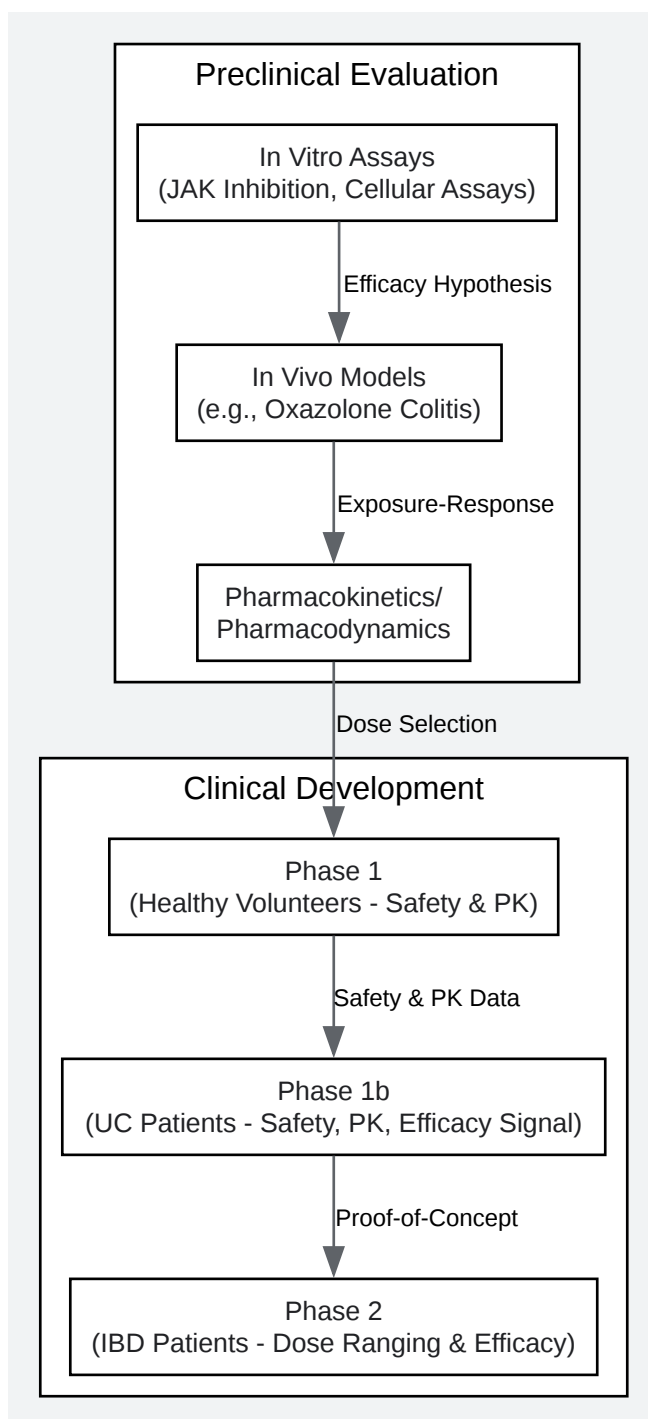 Preclinical Evaluation
In Vitro Assays
(JAK Inhibition, Cellular Assays)
Efficacy Hypothesis
In Vivo Models
(e.g., Oxazolone Colitis)
Exposure-Response
Pharmacokinetics/
Pharmacodynamics
Dose Selection
Clinical Development
Phase 1
(Healthy Volunteers - Safety & PK)
Safety & PK Data
Phase 1b
(UC Patients - Safety, PK, Efficacy Signal)
Proof-of-Concept
Phase 2
(IBD Patients - Dose Ranging & Efficacy)